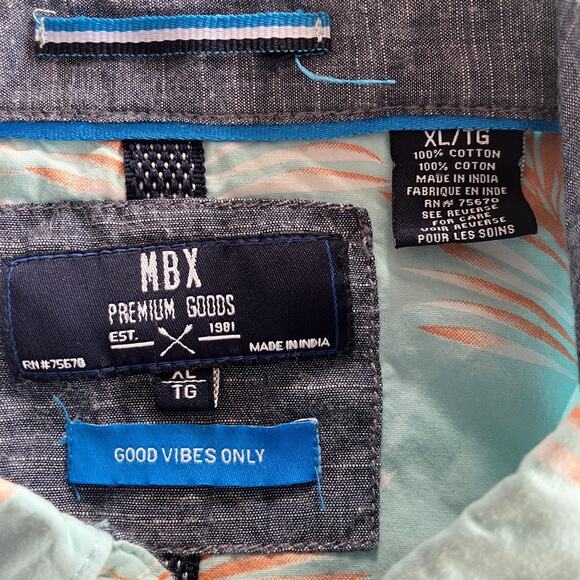 XL/TG
100% COTTON
100% COTON
MADE IN INDIA
FABRIQUE EN INDE
RN# 75670
SEE REVERSE
FOR CARE
VOIR REVERSE
POUR LES SOINS
MBX
PREMIUM GOODS
EST. 1981
MADE IN INDIA
RN#75670
XL
TG
GOOD VIBES ONLY